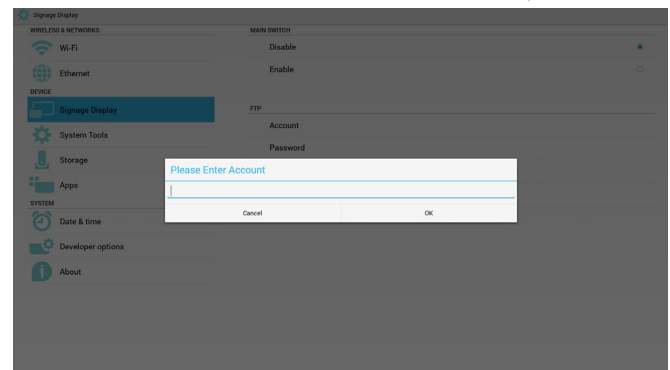 Signage Display
WIRELESS & NETWORKS
Wi-Fi
Ethernet
DEVICE
Signage Display
System Tools
Storage
Apps
SYSTEM
Date & time
Developer options
About
MAIN SWITCH
Disable
Enable
FTP
Account
Password
Please Enter Account
Cancel
OK